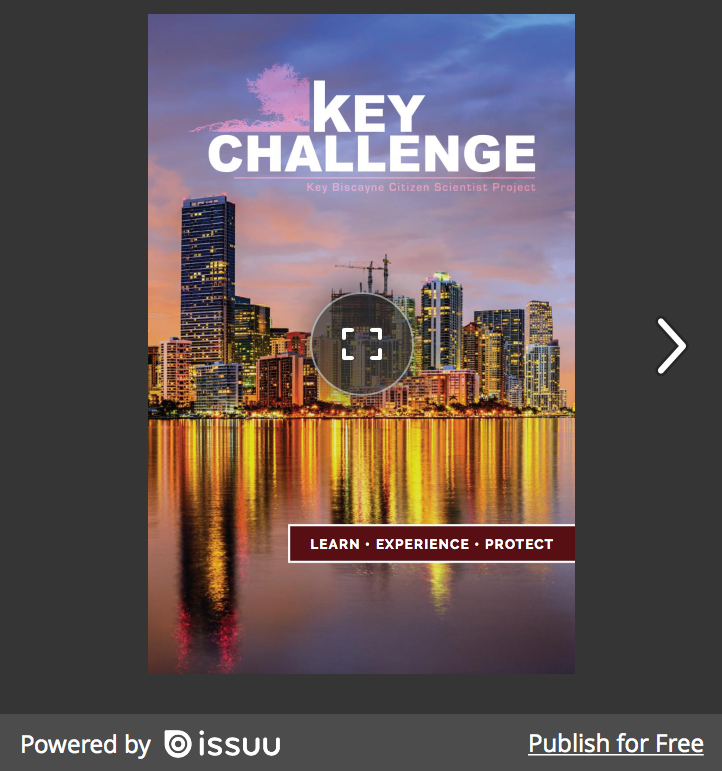 KEY
CHALLENGE
Key Biscayne Citizen Scientist Project
LEARN • EXPERIENCE • PROTECT
Powered by issuu
Publish for Free